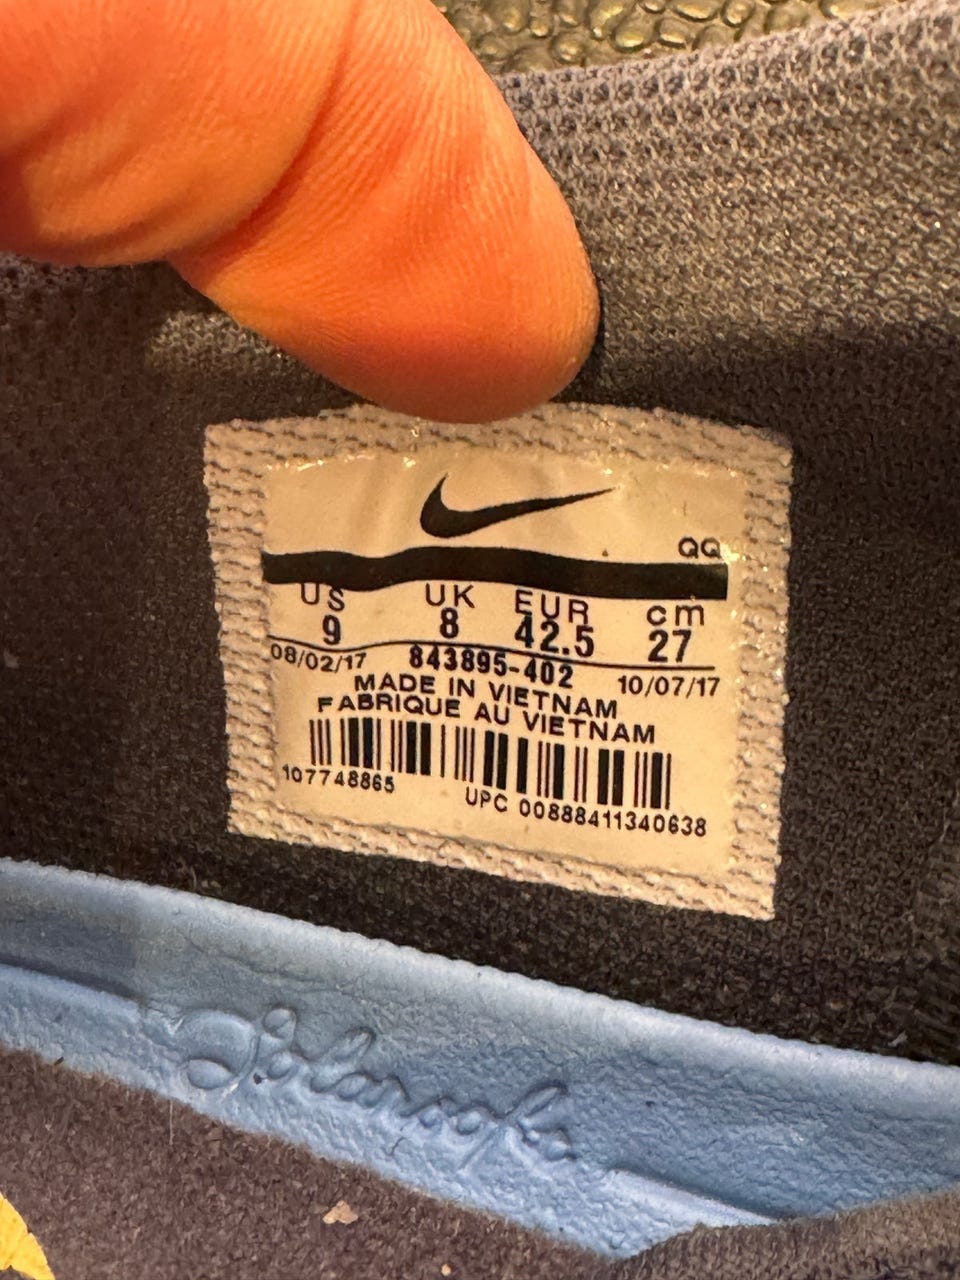 QQ
US UK EUR cm
9 8 42.5 27
08/02/17 843895-402 10/07/17
MADE IN VIETNAM
FABRIQUE AU VIETNAM
107748865 UPC 00888411340638
Solarsoft